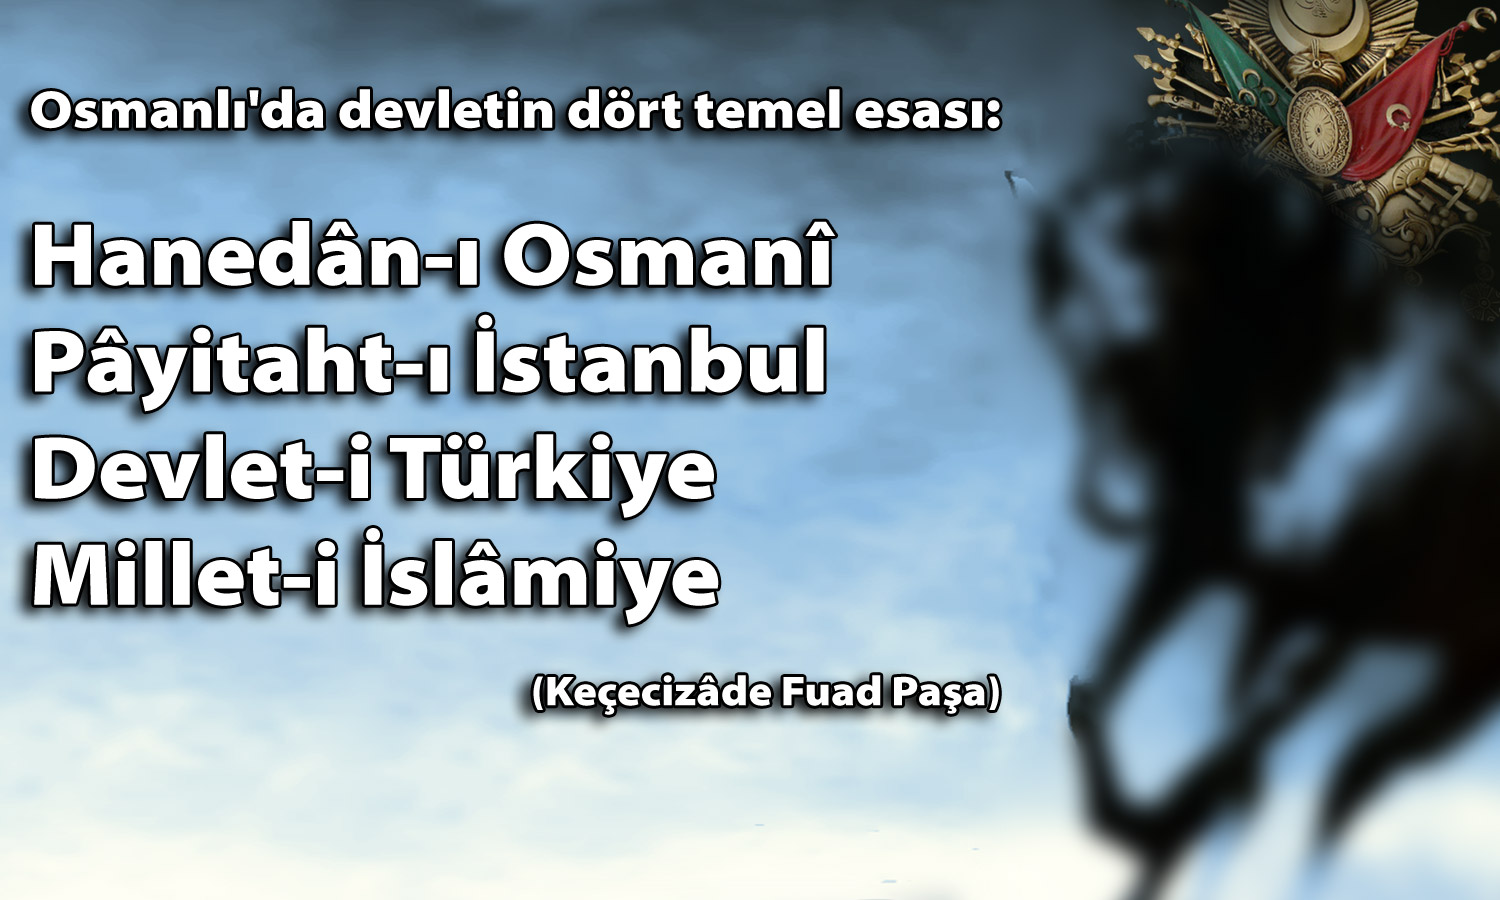 Osmanlı'da devletin dört temel esası:
Hanedân-ı Osmanî
Pâyitaht-ı İstanbul
Devlet-i Türkiye
Millet-i İslâmiye
(Keçecizâde Fuad Paşa)